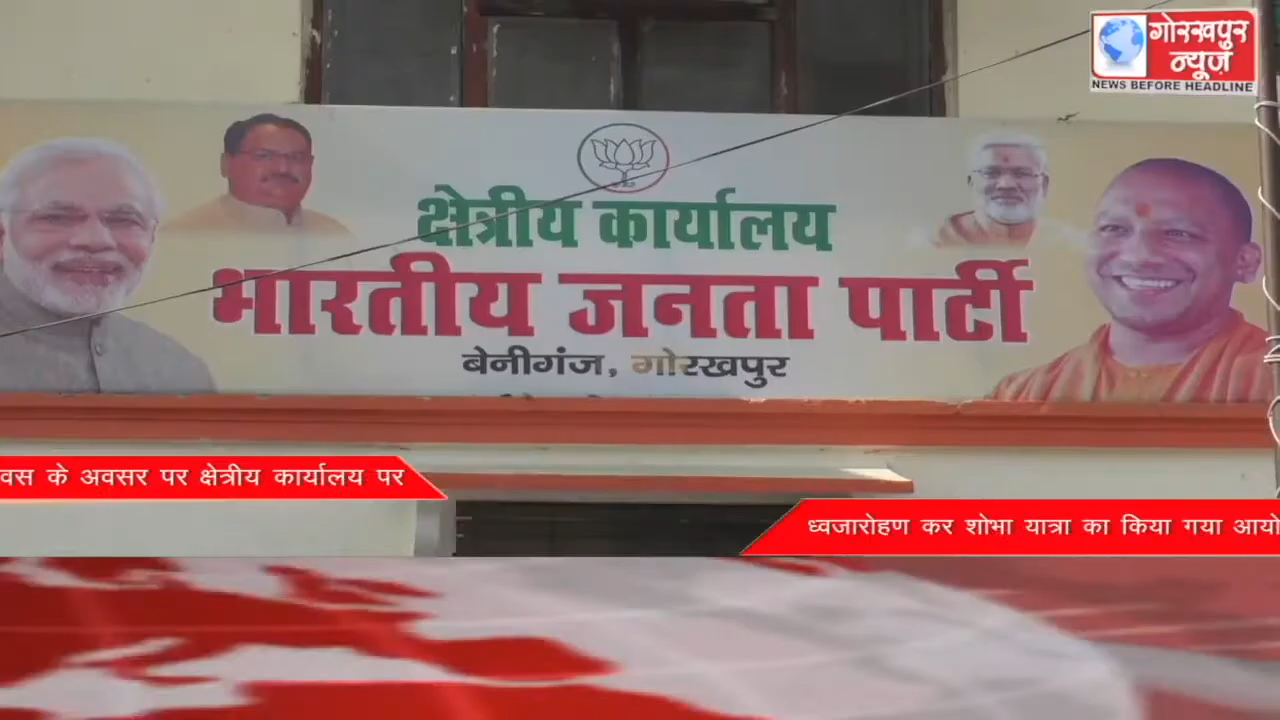 गोरखपुर
न्यूज़
NEWS BEFORE HEADLINE
क्षेत्रीय कार्यालय
भारतीय जनता पार्टी
बेनीगंज, गोरखपुर
के अवसर पर क्षेत्रीय कार्यालय पर
ध्वजारोहण कर शोभा यात्रा का किया गया